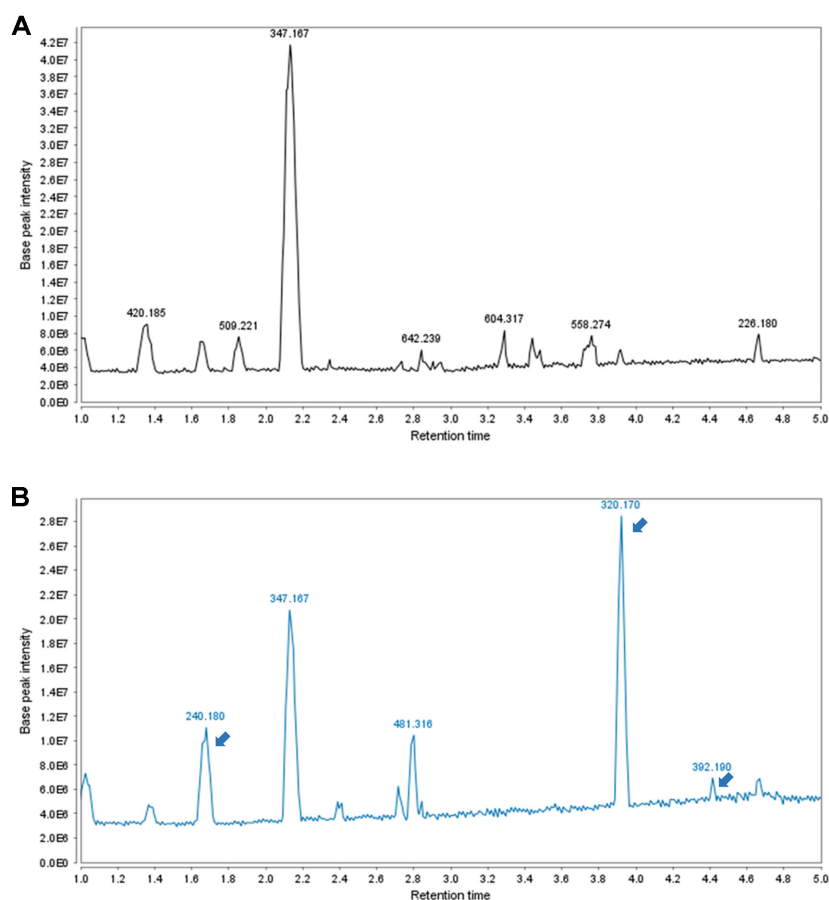 A
347.167
4.2E7
4.0E7
3.8E7
3.6E7
3.4E7
3.2E7
3.0E7
2.8E7
2.6E7
2.4E7
2.2E7
2.0E7
1.8E7
1.6E7
1.4E7
1.2E7
1.0E7
8.0E6
6.0E6
4.0E6
2.0E6
0.0E0
Base peak intensity
420.185
509.221
642.239
604.317
558.274
226.180
1.0 1.2 1.4 1.6 1.8 2.0 2.2 2.4 2.6 2.8 3.0 3.2 3.4 3.6 3.8 4.0 4.2 4.4 4.6 4.8 5.0
Retention time
B
320.170
2.8E7
2.6E7
2.4E7
2.2E7
2.0E7
1.8E7
1.6E7
1.4E7
1.2E7
1.0E7
8.0E6
6.0E6
4.0E6
2.0E6
0.0E0
Base peak intensity
347.167
240.180
481.316
392.190
1.0 1.2 1.4 1.6 1.8 2.0 2.2 2.4 2.6 2.8 3.0 3.2 3.4 3.6 3.8 4.0 4.2 4.4 4.6 4.8 5.0
Retention time